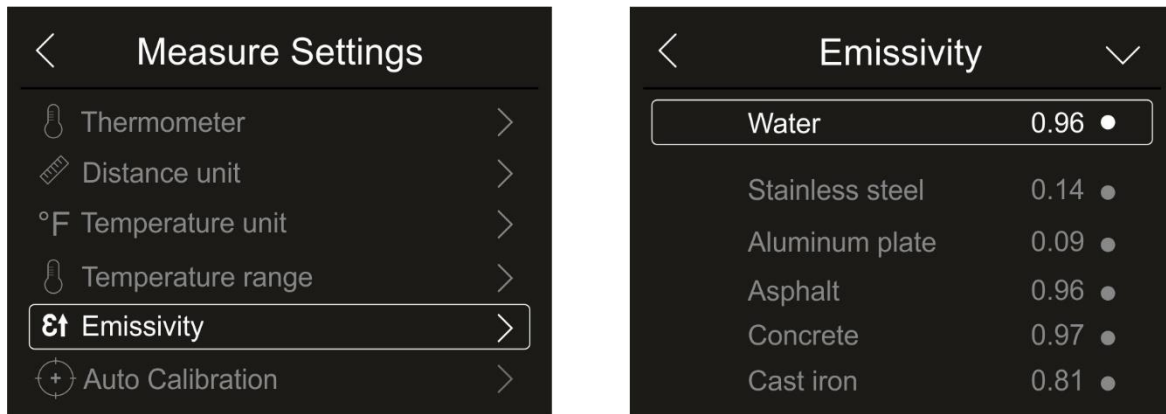 Measure Settings
Thermometer
Distance unit
°F Temperature unit
Temperature range
ε↑ Emissivity
Auto Calibration
Emissivity
Water 0.96
Stainless steel 0.14
Aluminum plate 0.09
Asphalt 0.96
Concrete 0.97
Cast iron 0.81